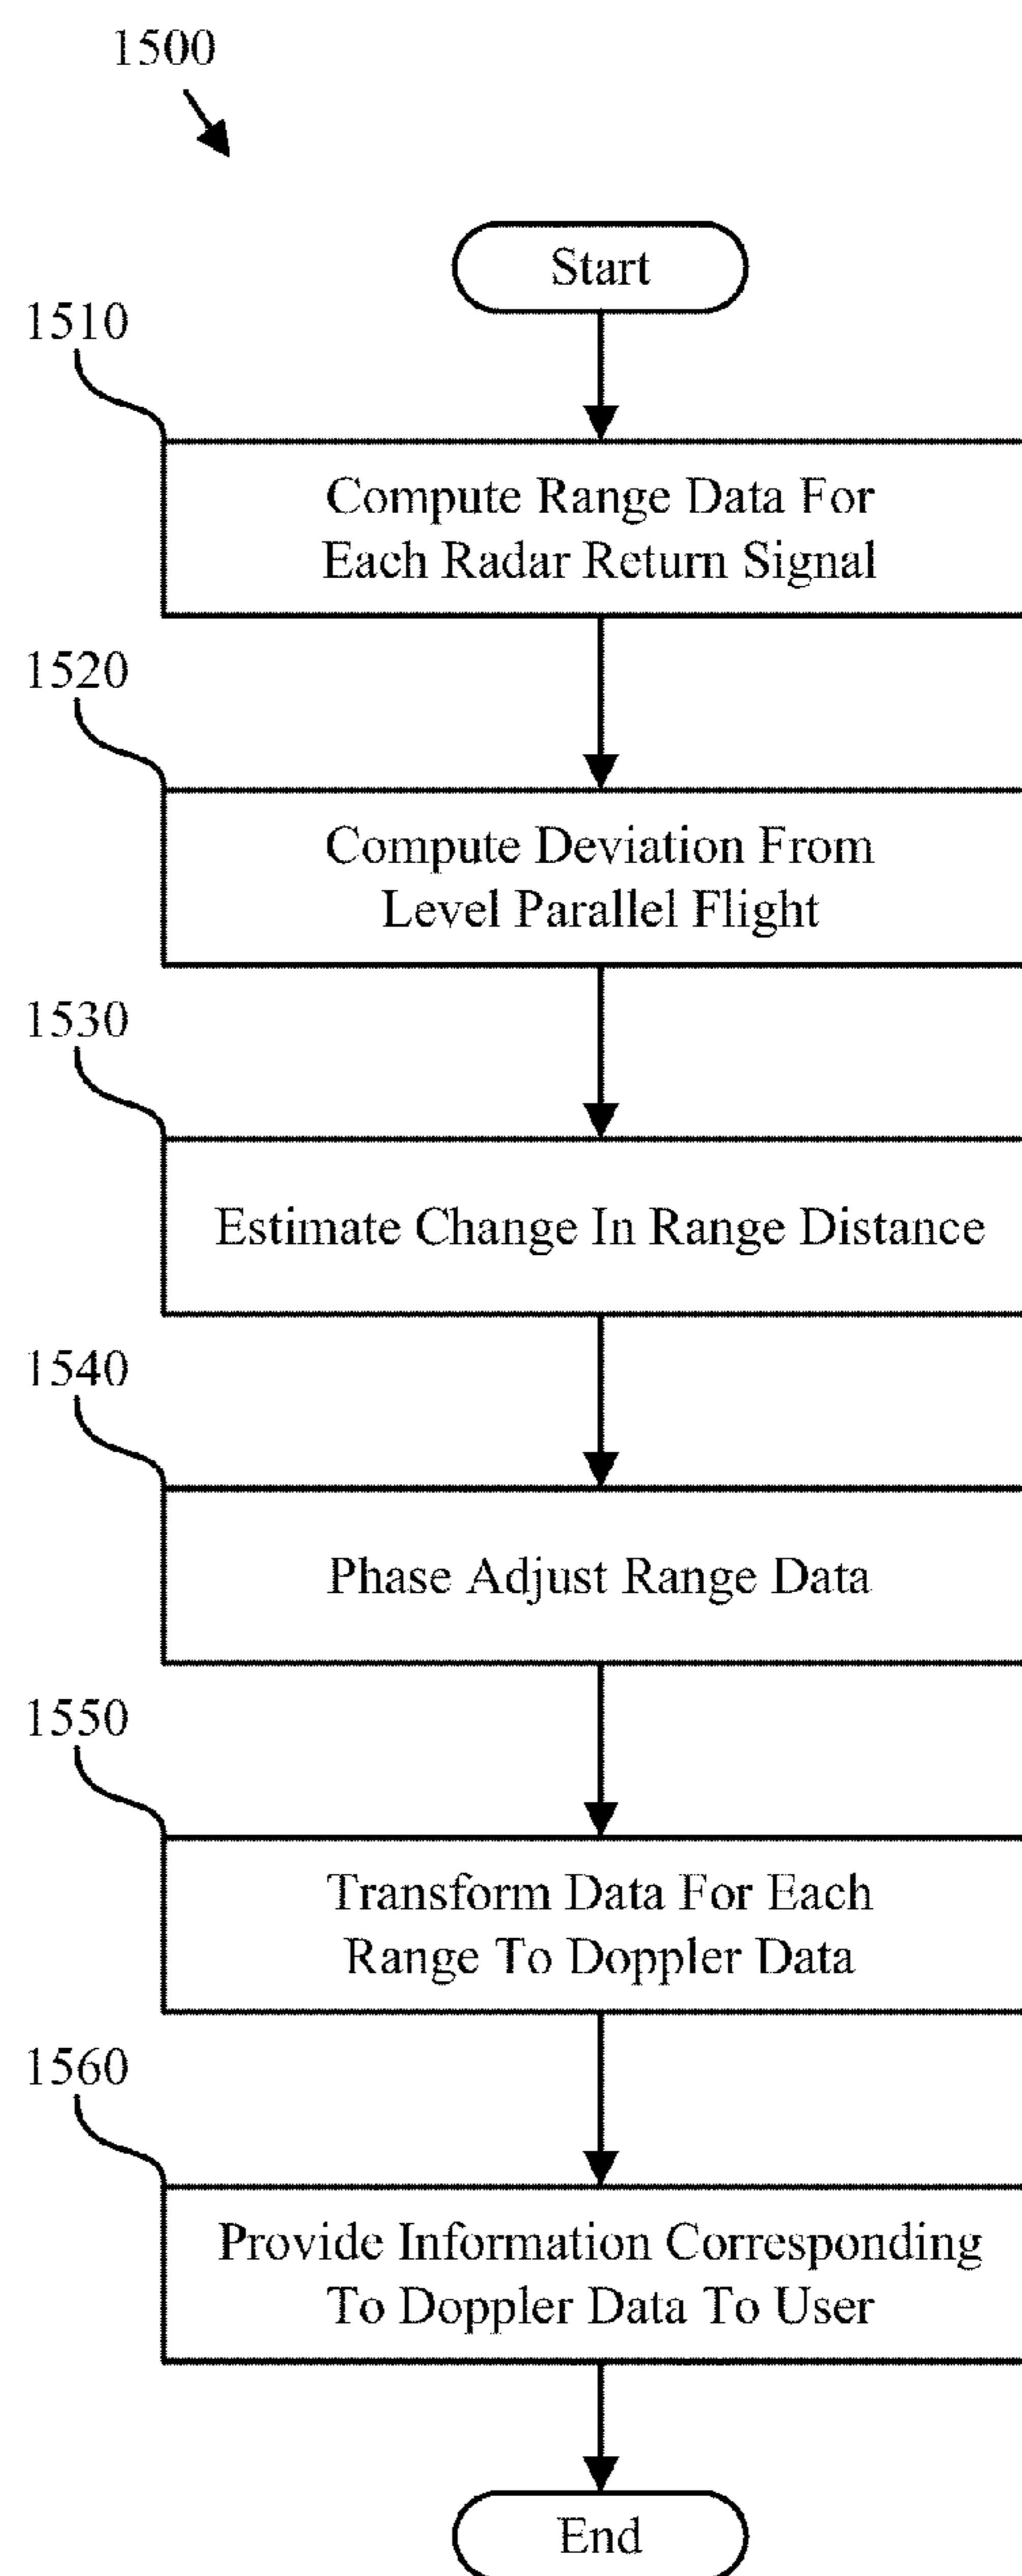 1500
Start
1510
Compute Range Data For
Each Radar Return Signal
1520
Compute Deviation From
Level Parallel Flight
1530
Estimate Change In Range Distance
1540
Phase Adjust Range Data
1550
Transform Data For Each
Range To Doppler Data
1560
Provide Information Corresponding
To Doppler Data To User
End